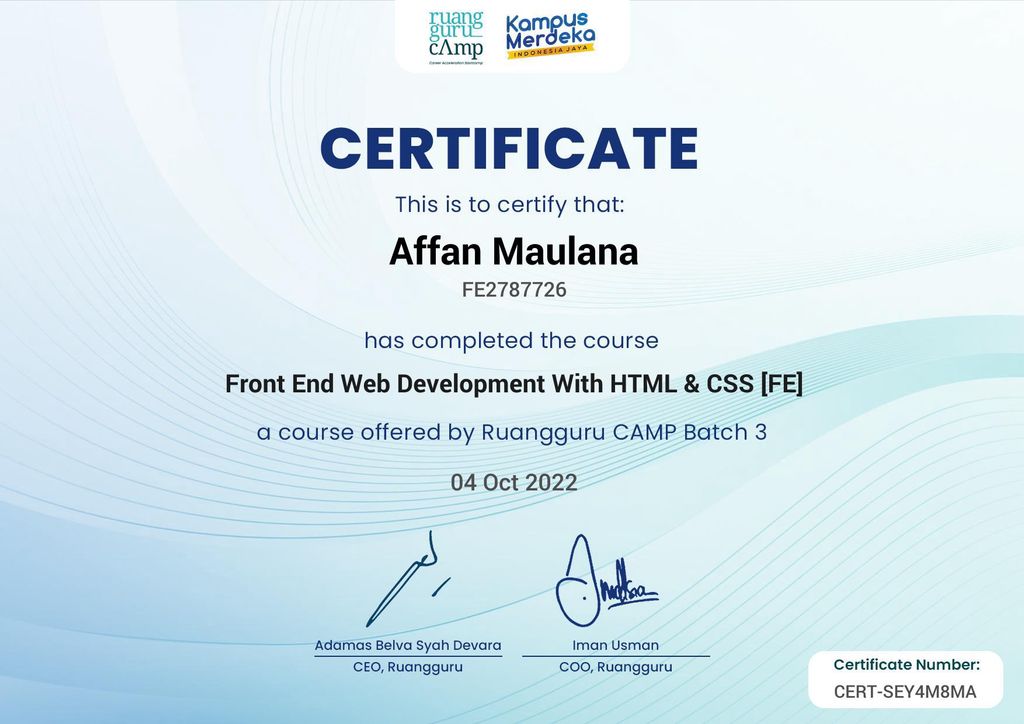 ruang
guru
cAmp
Career Acceleration Bootcamp
Kampus
Merdeka
INDONESIA JAYA
CERTIFICATE
This is to certify that:
Affan Maulana
FE2787726
has completed the course
Front End Web Development With HTML & CSS [FE]
a course offered by Ruangguru CAMP Batch 3
04 Oct 2022
Adamas Belva Syah Devara
CEO, Ruangguru
Iman Usman
COO, Ruangguru
Certificate Number:
CERT-SEY4M8MA